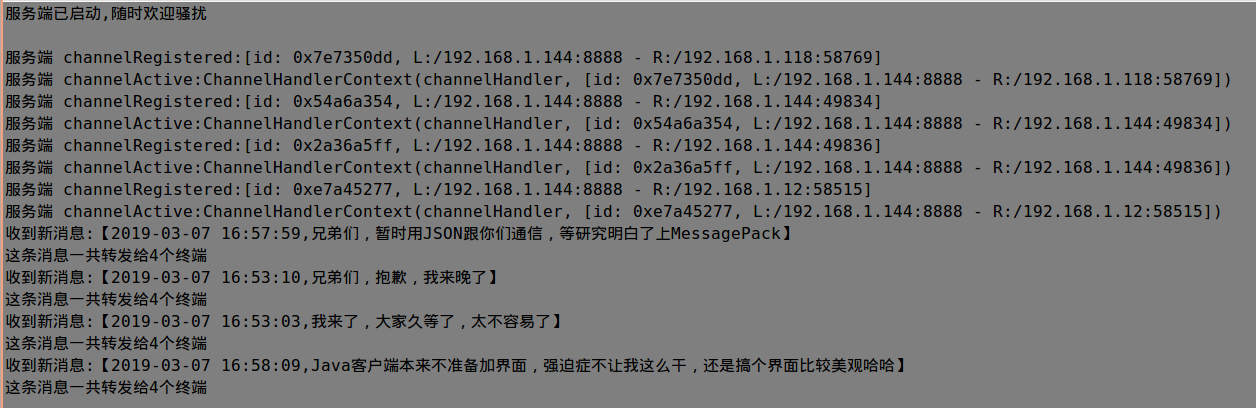 服务端已启动,随时欢迎骚扰
服务端 channelRegistered:[id: 0x7e7350dd, L:/192.168.1.144:8888 - R:/192.168.1.118:58769]
服务端 channelActive:ChannelHandlerContext(channelHandler, [id: 0x7e7350dd, L:/192.168.1.144:8888 - R:/192.168.1.118:58769])
服务端 channelRegistered:[id: 0x54a6a354, L:/192.168.1.144:8888 - R:/192.168.1.144:49834]
服务端 channelActive:ChannelHandlerContext(channelHandler, [id: 0x54a6a354, L:/192.168.1.144:8888 - R:/192.168.1.144:49834])
服务端 channelRegistered:[id: 0x2a36a5ff, L:/192.168.1.144:8888 - R:/192.168.1.144:49836]
服务端 channelActive:ChannelHandlerContext(channelHandler, [id: 0x2a36a5ff, L:/192.168.1.144:8888 - R:/192.168.1.144:49836])
服务端 channelRegistered:[id: 0xe7a45277, L:/192.168.1.144:8888 - R:/192.168.1.12:58515]
服务端 channelActive:ChannelHandlerContext(channelHandler, [id: 0xe7a45277, L:/192.168.1.144:8888 - R:/192.168.1.12:58515])
收到新消息:【2019-03-07 16:57:59,兄弟们，暂时用JSON跟你们通信，等研究明白了上MessagePack】
这条消息一共转发给4个终端
收到新消息:【2019-03-07 16:53:10,兄弟们，抱歉，我来晚了】
这条消息一共转发给4个终端
收到新消息:【2019-03-07 16:53:03,我来了，大家久等了，太不容易了】
这条消息一共转发给4个终端
收到新消息:【2019-03-07 16:58:09,Java客户端本来不准备加界面，强迫症不让我这么干，还是搞个界面比较美观哈哈】
这条消息一共转发给4个终端